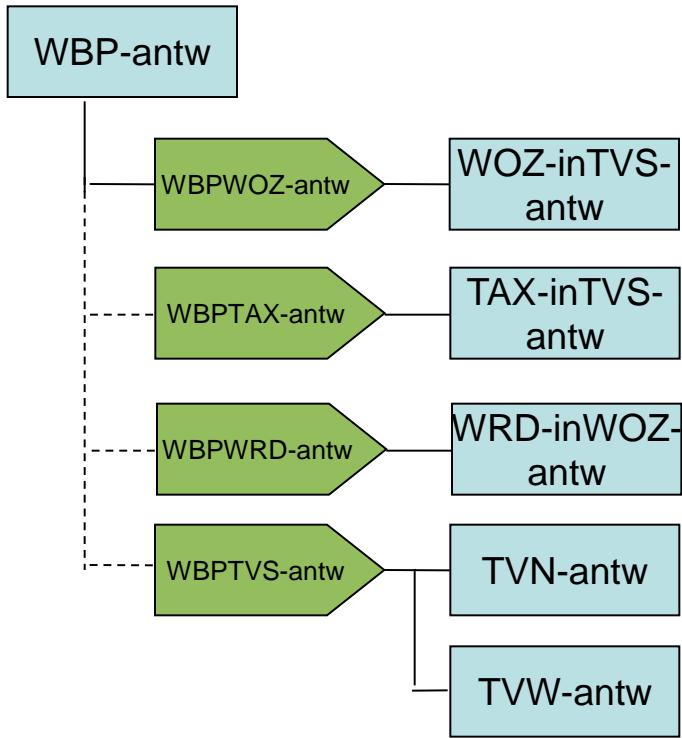 WBP-antw
WBPWOZ-antw
WOZ-inTVS-
antw
WBPTAX-antw
TAX-inTVS-
antw
WBPWRD-antw
WRD-inWOZ-
antw
WBPTVS-antw
TVN-antw
TVW-antw